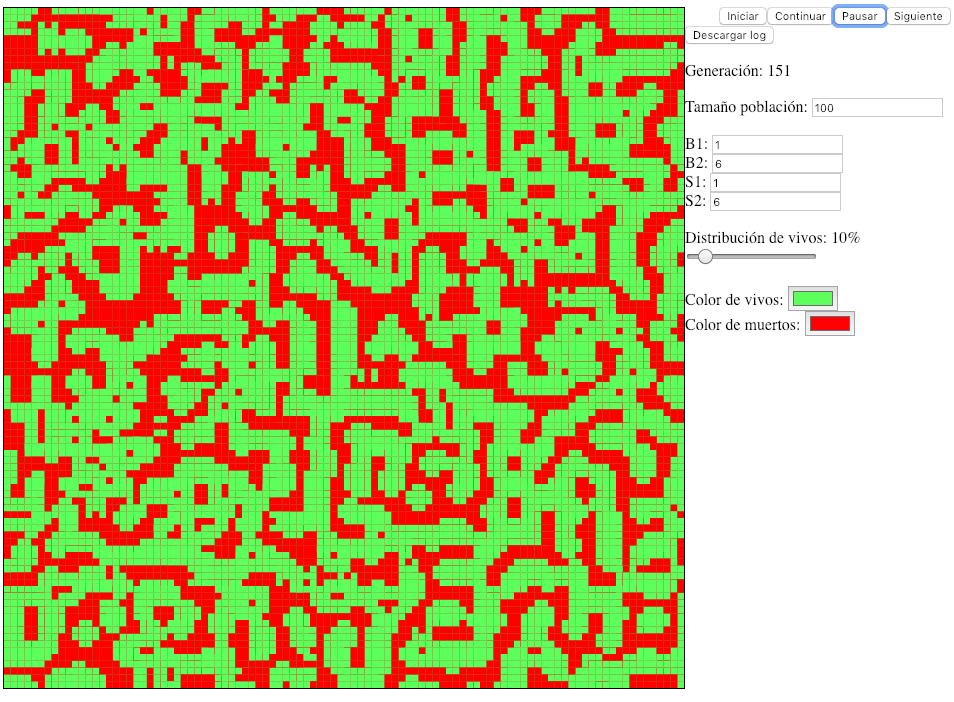 Iniciar Continuar Pausar Siguiente
Descargar log
Generación: 151
Tamaño población: 100
B1: 1
B2: 6
S1: 1
S2: 6
Distribución de vivos: 10%
Color de vivos:
Color de muertos: